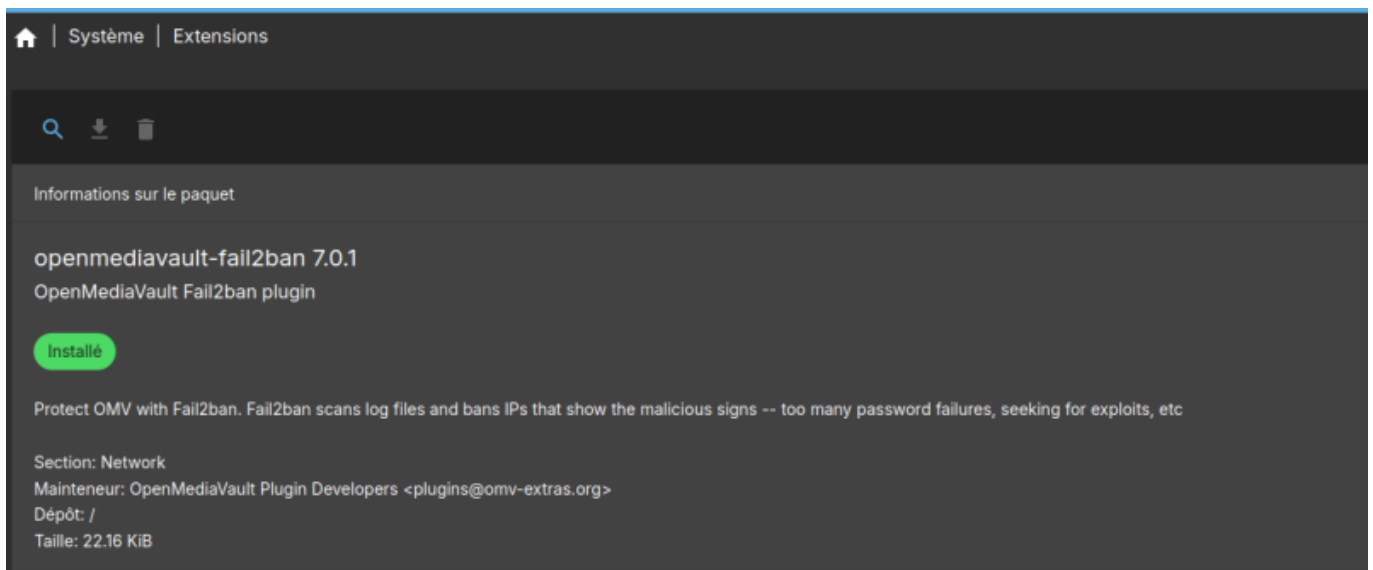 | Système | Extensions
Informations sur le paquet
openmediavault-fail2ban 7.0.1
OpenMediaVault Fail2ban plugin
Installé
Protect OMV with Fail2ban. Fail2ban scans log files and bans IPs that show the malicious signs -- too many password failures, seeking for exploits, etc
Section: Network
Mainteneur: OpenMediaVault Plugin Developers <plugins@omv-extras.org>
Dépôt: /
Taille: 22.16 KiB